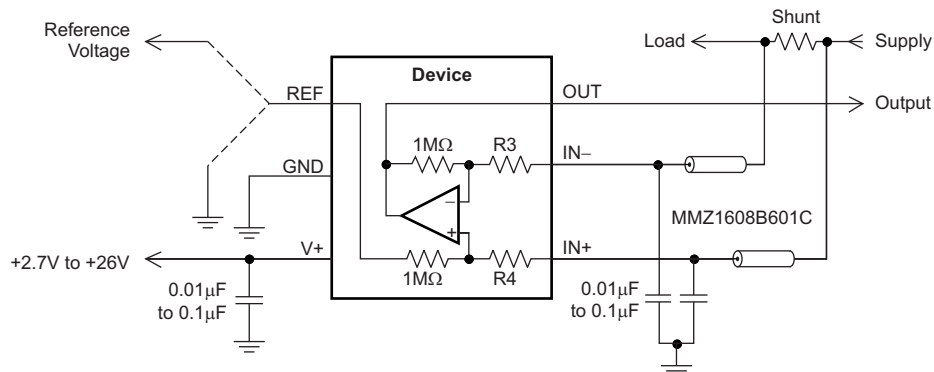 Shunt
Reference
Voltage
Load
Supply
Device
REF
OUT
Output
1MΩ
R3
IN−
GND
−
MMZ1608B601C
+
V+
IN+
+2.7V to +26V
1MΩ
R4
0.01μF
to 0.1μF
0.01μF
to 0.1μF